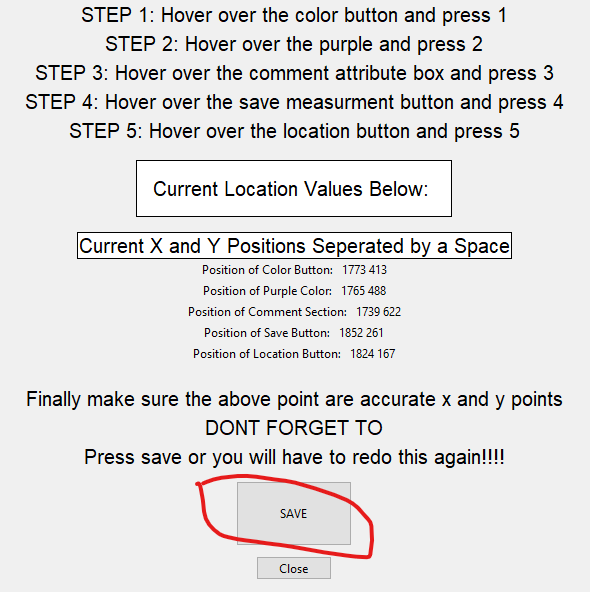 STEP 1: Hover over the color button and press 1
STEP 2: Hover over the purple and press 2
STEP 3: Hover over the comment attribute box and press 3
STEP 4: Hover over the save measurment button and press 4
STEP 5: Hover over the location button and press 5
Current Location Values Below:
Current X and Y Positions Seperated by a Space
Position of Color Button: 1773 413
Position of Purple Color: 1765 488
Position of Comment Section: 1739 622
Position of Save Button: 1852 261
Position of Location Button: 1824 167
Finally make sure the above point are accurate x and y points
DONT FORGET TO
Press save or you will have to redo this again!!!!
SAVE
Close